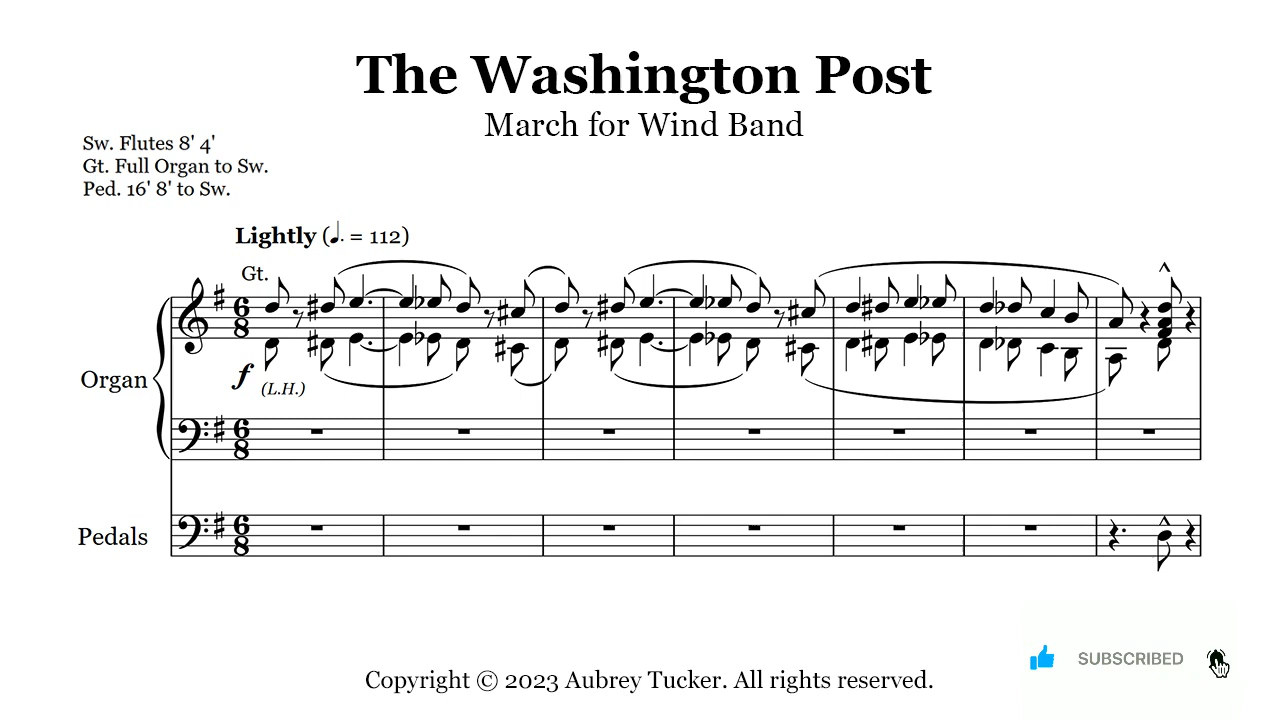 The Washington Post
March for Wind Band
Sw. Flutes 8' 4'
Gt. Full Organ to Sw.
Ped. 16' 8' to Sw.
Lightly (♩. = 112)
Gt.
6 8
f
(L.H.)
Organ
6 8
Pedals
6 8
SUBSCRIBED
Copyright © 2023 Aubrey Tucker. All rights reserved.